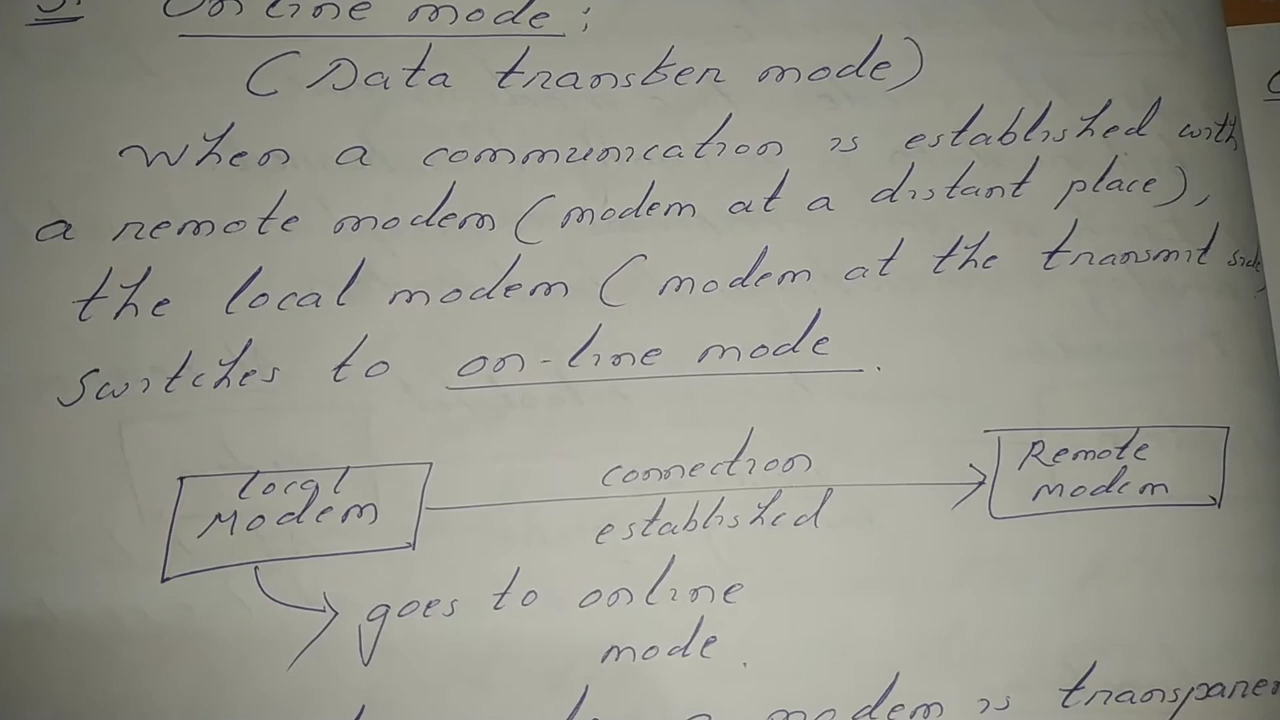 On line mode :
(Data transfer mode)
When a communication is established with
a remote modem (modem at a distant place),
the local modem (modem at the transmit side
switches to on-line mode.
Local
Modem
connection
established
Remote
modem
goes to online
mode.
modem is